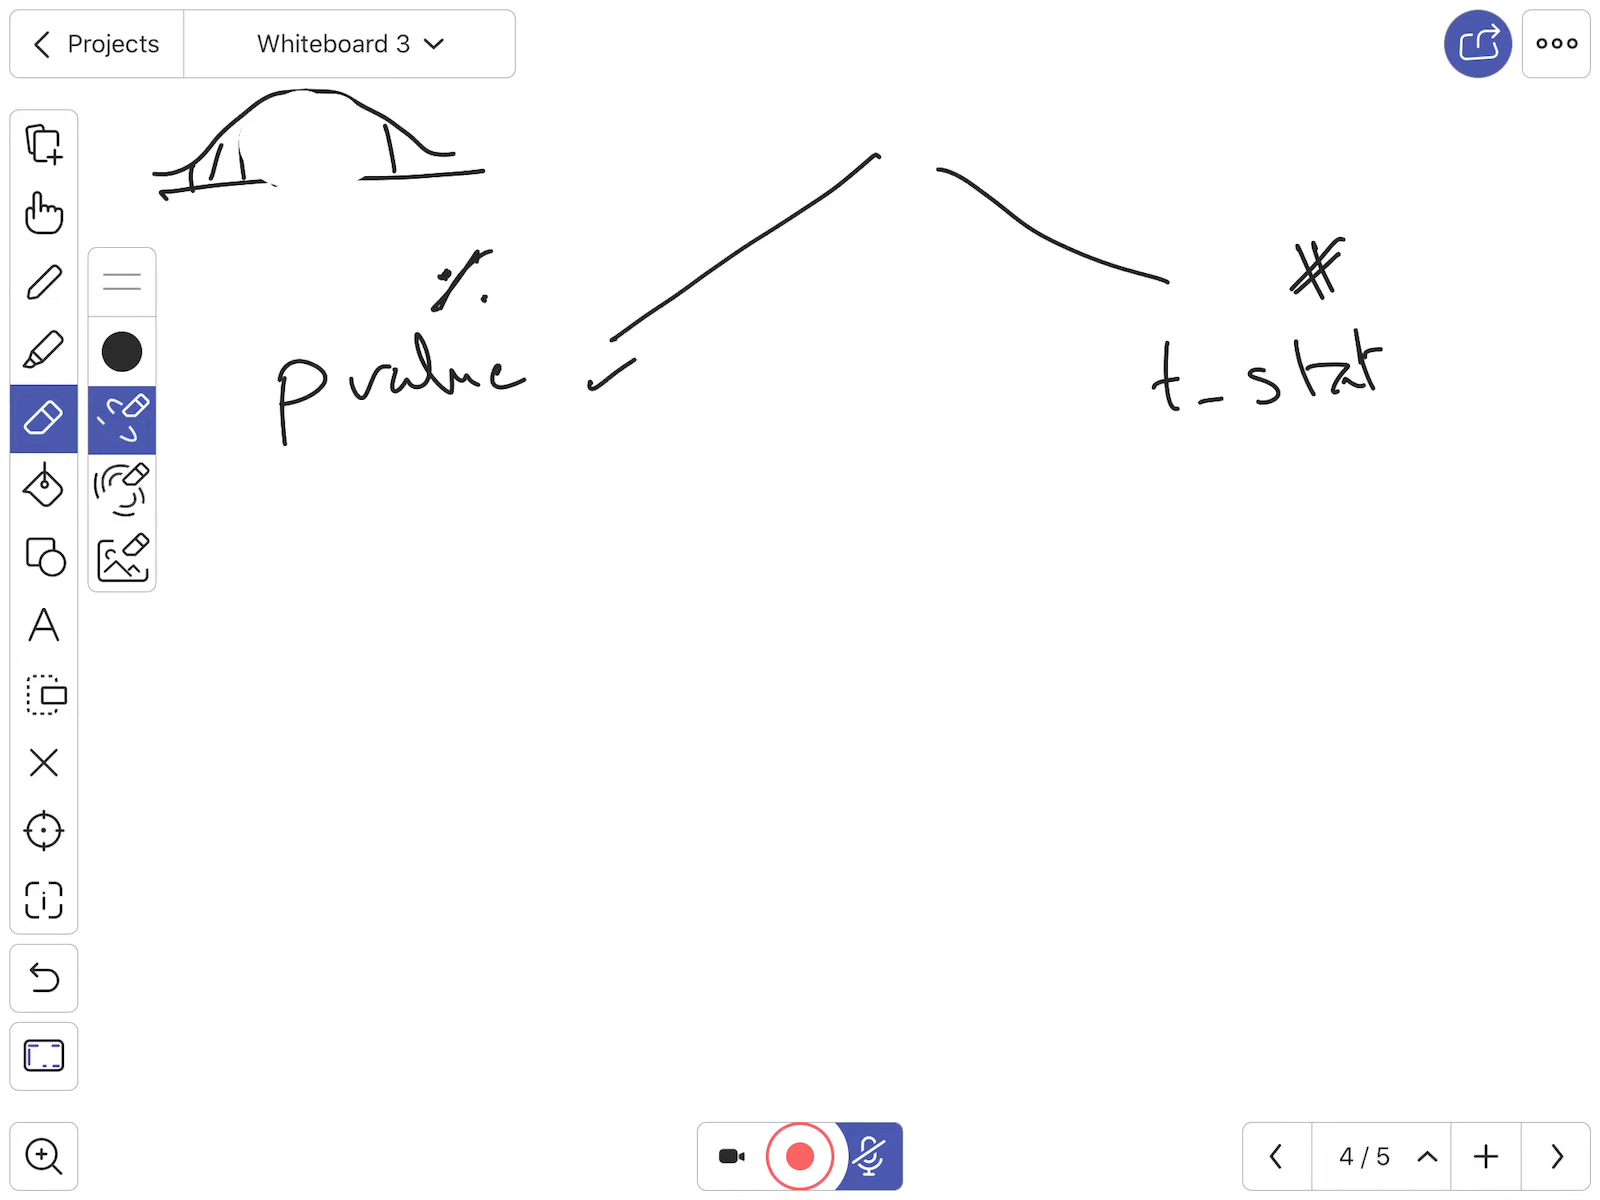 Projects
Whiteboard 3
%
#
p value
t_stat
A
i
4 / 5